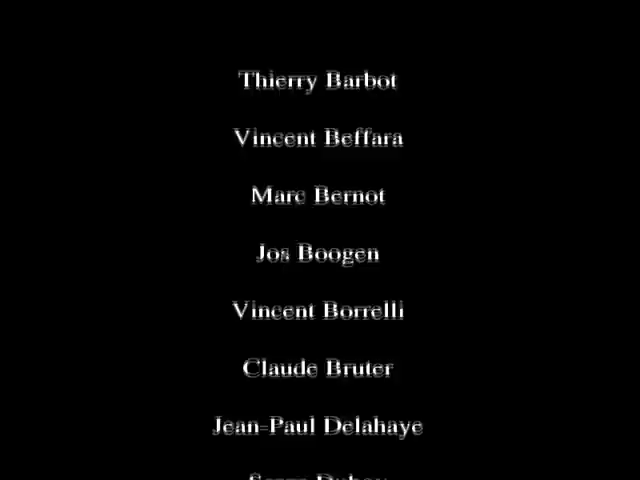 Thierry Barbot
Vincent Beffara
Marc Bernot
Jos Boogen
Vincent Borrelli
Claude Bruter
Jean-Paul Delahaye